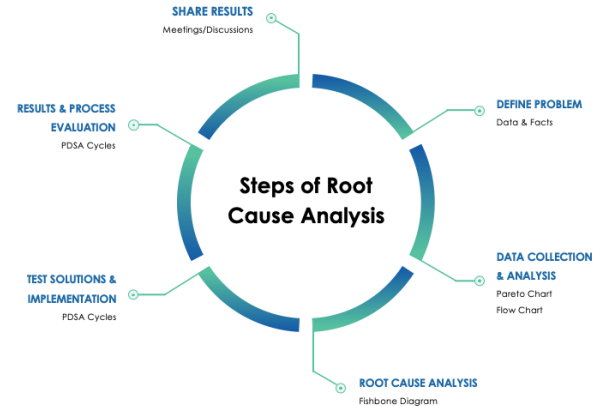 SHARE RESULTS
Meetings/Discussions
DEFINE PROBLEM
Data & Facts
RESULTS & PROCESS
EVALUATION
PDSA Cycles
Steps of Root
Cause Analysis
DATA COLLECTION
& ANALYSIS
Pareto Chart
Flow Chart
TEST SOLUTIONS &
IMPLEMENTATION
PDSA Cycles
ROOT CAUSE ANALYSIS
Fishbone Diagram